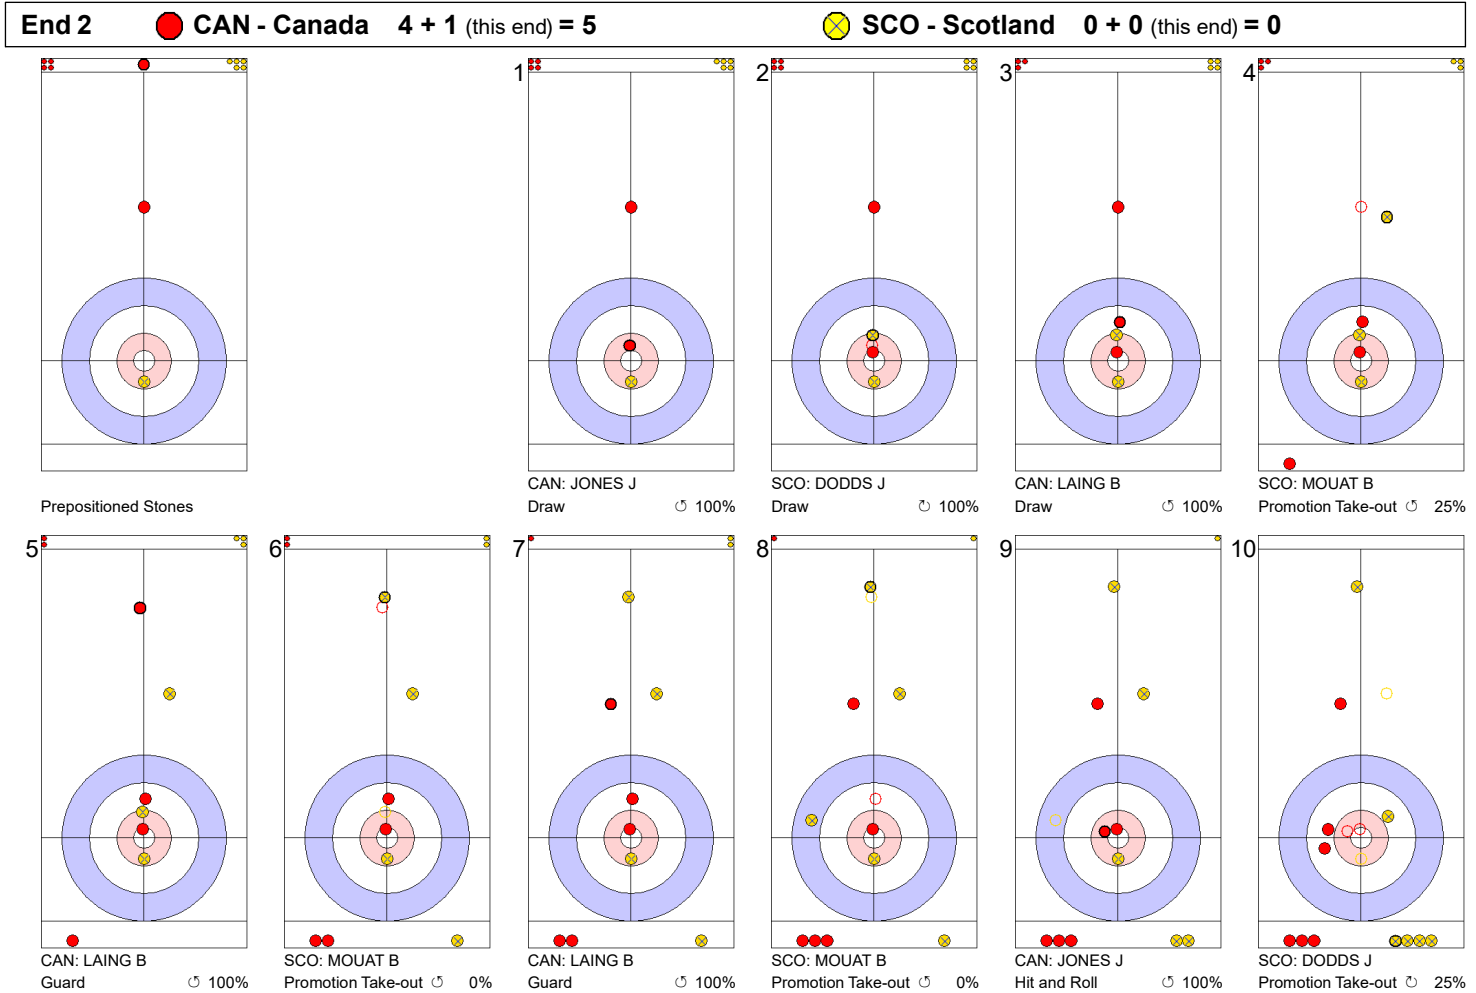 End 2 CAN - Canada 4 + 1 (this end) = 5 SCO - Scotland 0 + 0 (this end) = 0
1 2 3 4
Prepositioned Stones
CAN: JONES J
Draw 100%
SCO: DODDS J
Draw 100%
CAN: LAING B
Draw 100%
SCO: MOUAT B
Promotion Take-out 25%
5 6 7 8 9 10
CAN: LAING B
Guard 100%
SCO: MOUAT B
Promotion Take-out 0%
CAN: LAING B
Guard 100%
SCO: MOUAT B
Promotion Take-out 0%
CAN: JONES J
Hit and Roll 100%
SCO: DODDS J
Promotion Take-out 25%